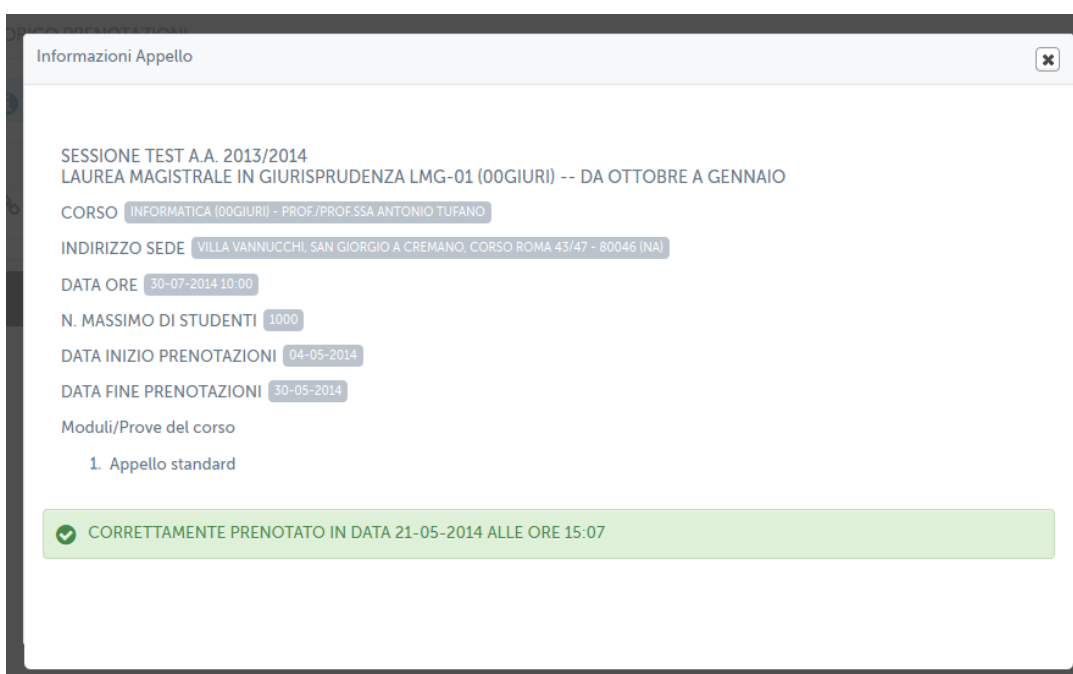 Informazioni Appello
SESSIONE TEST A.A. 2013/2014
LAUREA MAGISTRALE IN GIURISPRUDENZA LMG-01 (00GIURI) -- DA OTTOBRE A GENNAIO
CORSO INFORMATICA (00GIURI) - PROF./PROF.SSA ANTONIO TUFANO
INDIRIZZO SEDE VILLA VANNUCCHI, SAN GIORGIO A CREMANO, CORSO ROMA 43/47 - 80046 (NA)
DATA ORE 30-07-2014 10:00
N. MASSIMO DI STUDENTI 1000
DATA INIZIO PRENOTAZIONI 04-05-2014
DATA FINE PRENOTAZIONI 30-05-2014
Moduli/Prove del corso
1. Appello standard
CORRETTAMENTE PRENOTATO IN DATA 21-05-2014 ALLE ORE 15:07